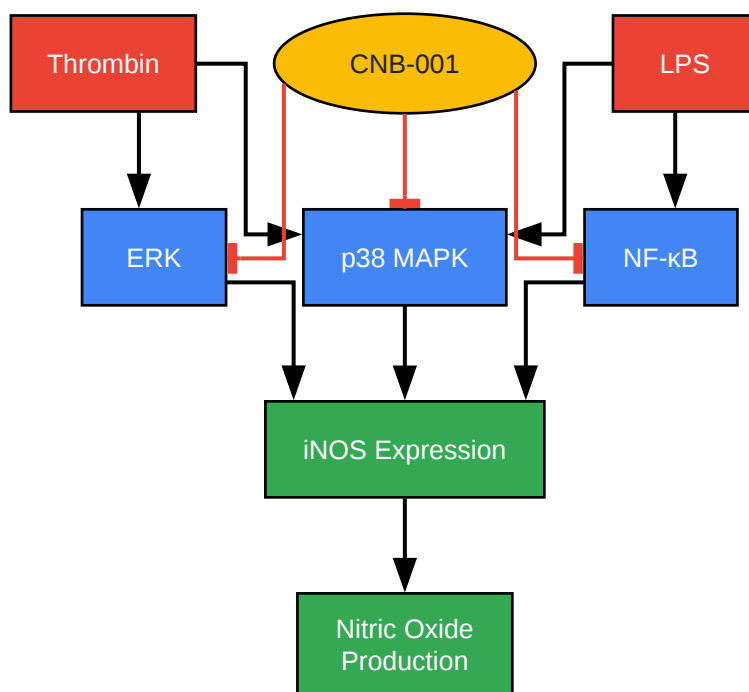 Thrombin
CNB-001
LPS
ERK
p38 MAPK
NF-κB
iNOS Expression
Nitric Oxide
Production